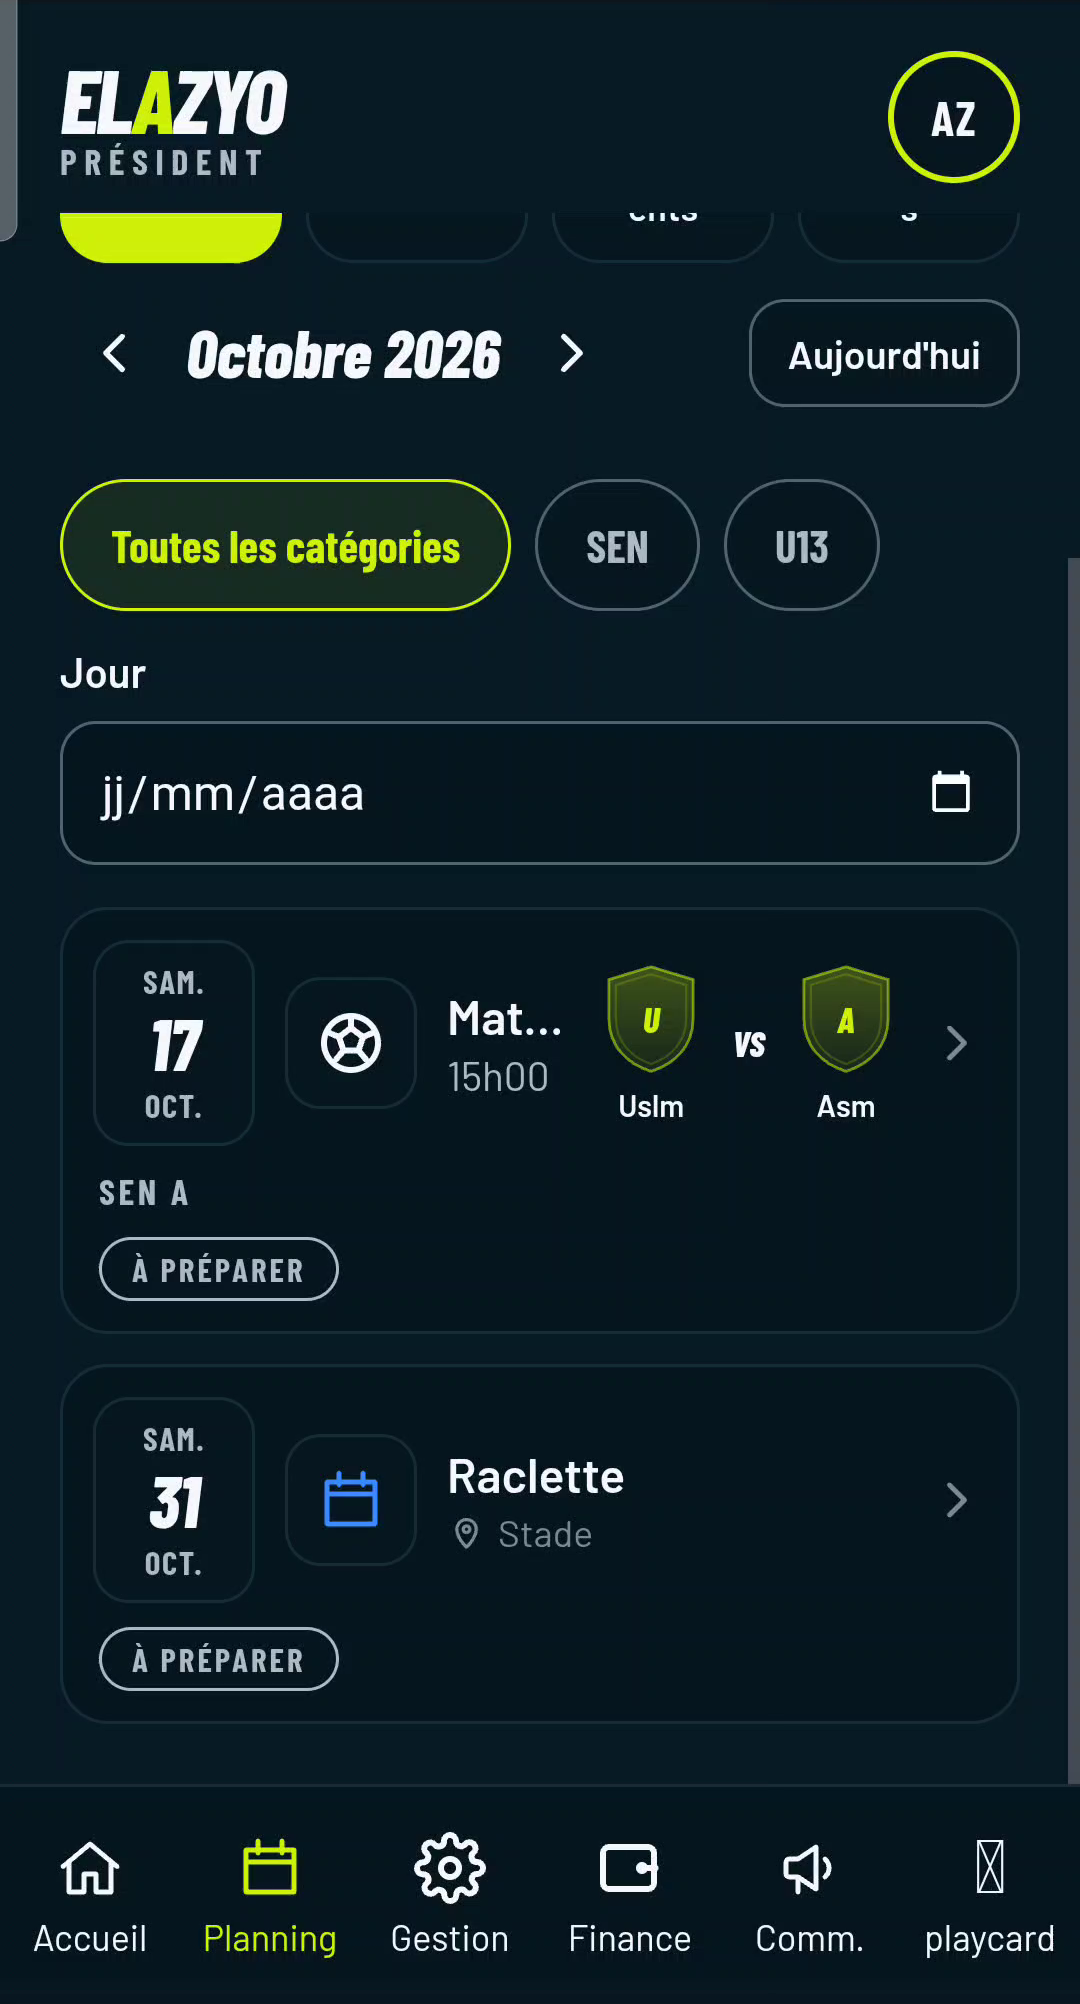 ELAZYO
PRÉSIDENT
AZ
Octobre 2026
Aujourd'hui
Toutes les catégories
SEN
U13
Jour
jj/mm/aaaa
SAM.
17
OCT.
Mat...
15h00
U
Uslm
VS
A
Asm
SEN A
À PRÉPARER
SAM.
31
OCT.
Raclette
Stade
À PRÉPARER
Accueil
Planning
Gestion
Finance
Comm.
playcard